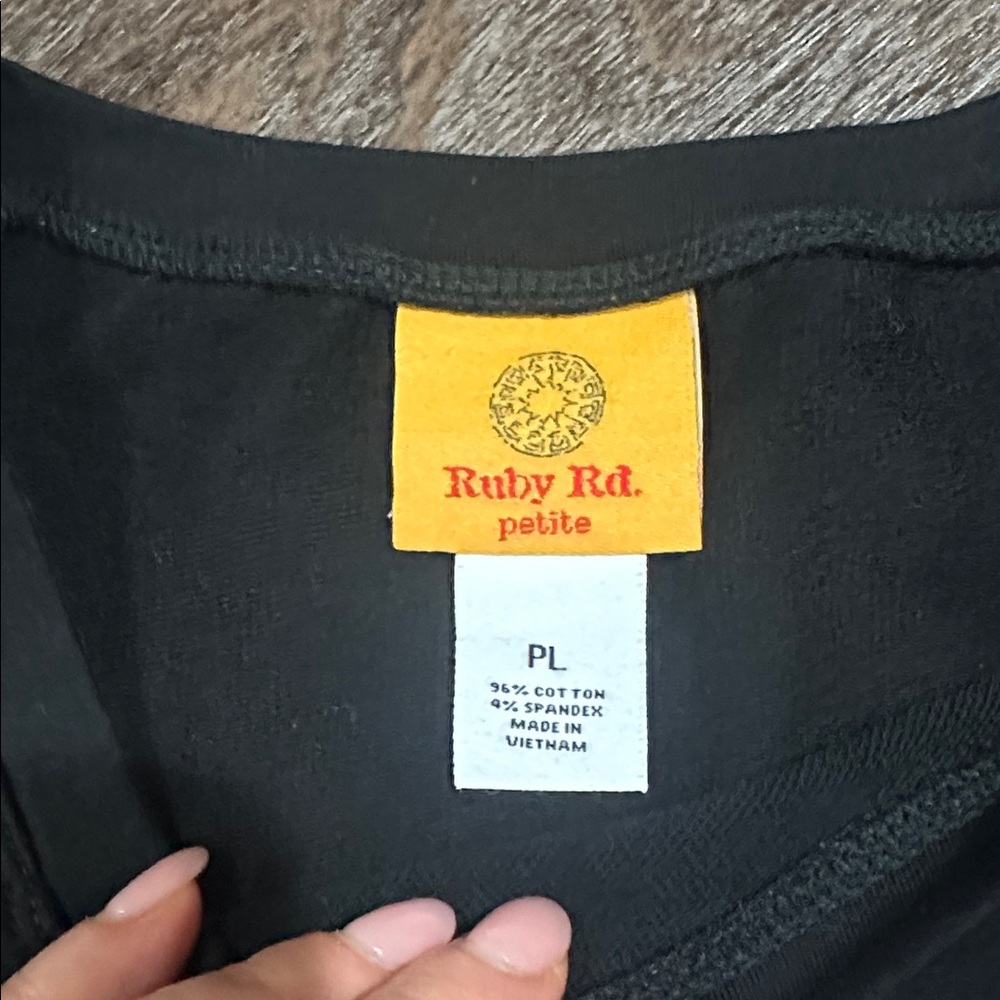 Ruby Rd.
petite
PL
96% COTTON
4% SPANDEX
MADE IN
VIETNAM